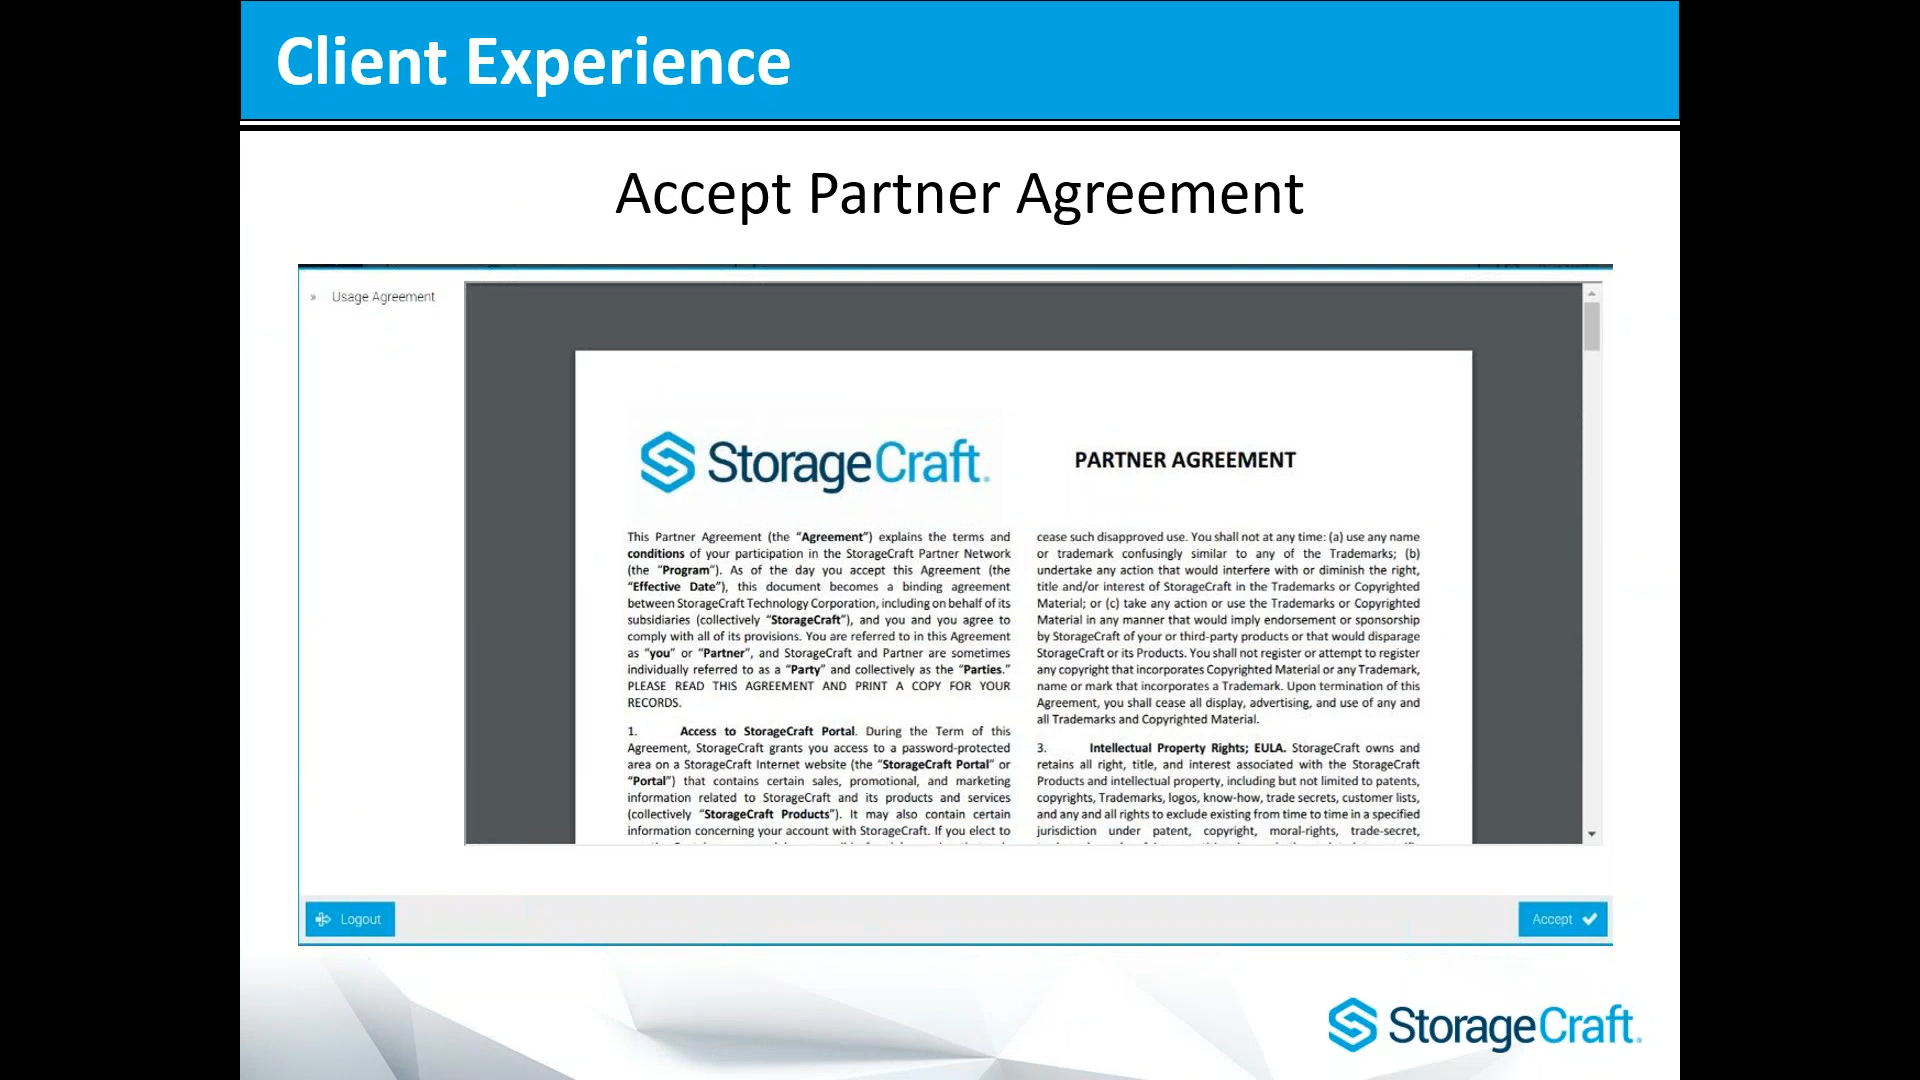 Client Experience
Accept Partner Agreement
» Usage Agreement
StorageCraft.
PARTNER AGREEMENT
This Partner Agreement (the “Agreement”) explains the terms and
conditions of your participation in the StorageCraft Partner Network
(the “Program”). As of the day you accept this Agreement (the
“Effective Date”), this document becomes a binding agreement
between StorageCraft Technology Corporation, including on behalf of its
subsidiaries (collectively “StorageCraft”), and you and you agree to
comply with all of its provisions. You are referred to in this Agreement
as “you” or “Partner”, and StorageCraft and Partner are sometimes
individually referred to as a “Party” and collectively as the “Parties.”
PLEASE READ THIS AGREEMENT AND PRINT A COPY FOR YOUR
RECORDS.
1. Access to StorageCraft Portal. During the Term of this
Agreement, StorageCraft grants you access to a password-protected
area on a StorageCraft Internet website (the “StorageCraft Portal” or
“Portal”) that contains certain sales, promotional, and marketing
information related to StorageCraft and its products and services
(collectively “StorageCraft Products”). It may also contain certain
information concerning your account with StorageCraft. If you elect to
cease such disapproved use. You shall not at any time: (a) use any name
or trademark confusingly similar to any of the Trademarks; (b)
undertake any action that would interfere with or diminish the right,
title and/or interest of StorageCraft in the Trademarks or Copyrighted
Material; or (c) take any action or use the Trademarks or Copyrighted
Material in any manner that would imply endorsement or sponsorship
by StorageCraft of your or third-party products or that would disparage
StorageCraft or its Products. You shall not register or attempt to register
any copyright that incorporates Copyrighted Material or any Trademark,
name or mark that incorporates a Trademark. Upon termination of this
Agreement, you shall cease all display, advertising, and use of any and
all Trademarks and Copyrighted Material.
3. Intellectual Property Rights; EULA. StorageCraft owns and
retains all right, title, and interest associated with the StorageCraft
Products and intellectual property, including but not limited to patents,
copyrights, Trademarks, logos, know-how, trade secrets, customer lists,
and any and all rights to exclude existing from time to time in a specified
jurisdiction under patent, copyright, moral-rights, trade-secret,
Logout
Accept
StorageCraft.